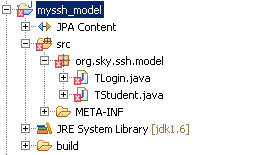 myssh_model
JPA Content
src
org.sky.ssh.model
TLogin.java
TStudent.java
META-INF
JRE System Library [jdk1.6]
build